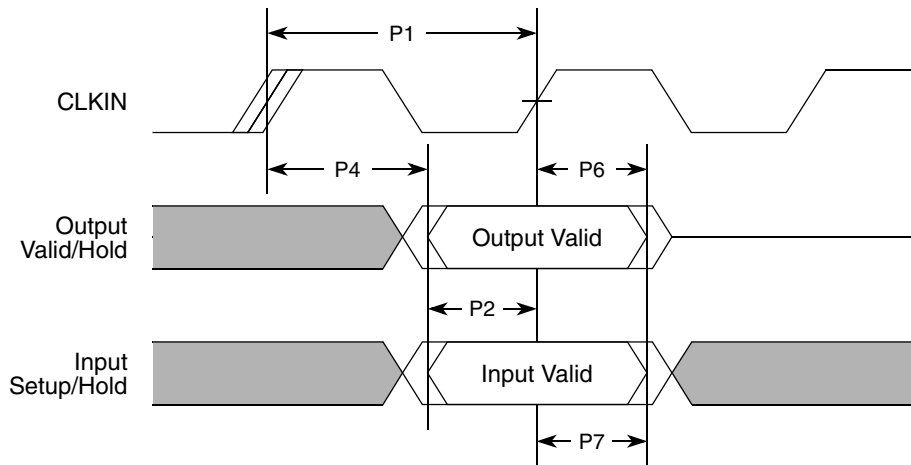 P1
CLKIN
P4
P6
Output
Valid/Hold
Output Valid
P2
Input
Setup/Hold
Input Valid
P7